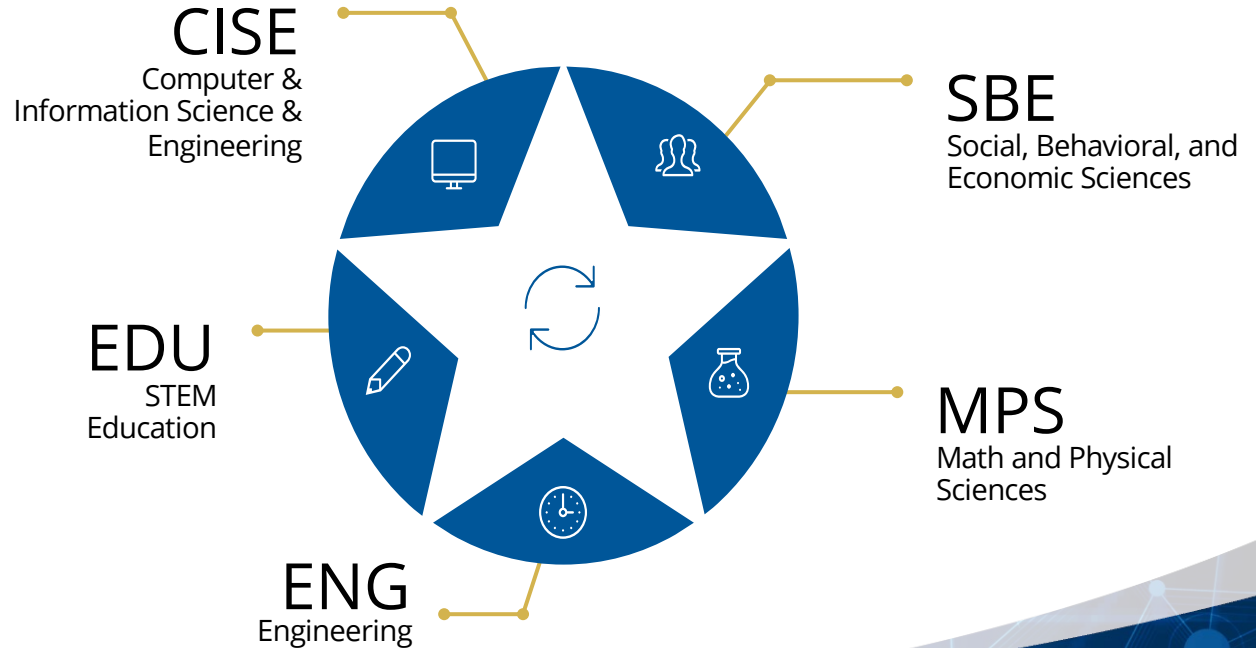 CISE
Computer &
Information Science &
Engineering
SBE
Social, Behavioral, and
Economic Sciences
EDU
STEM
Education
MPS
Math and Physical
Sciences
ENG
Engineering